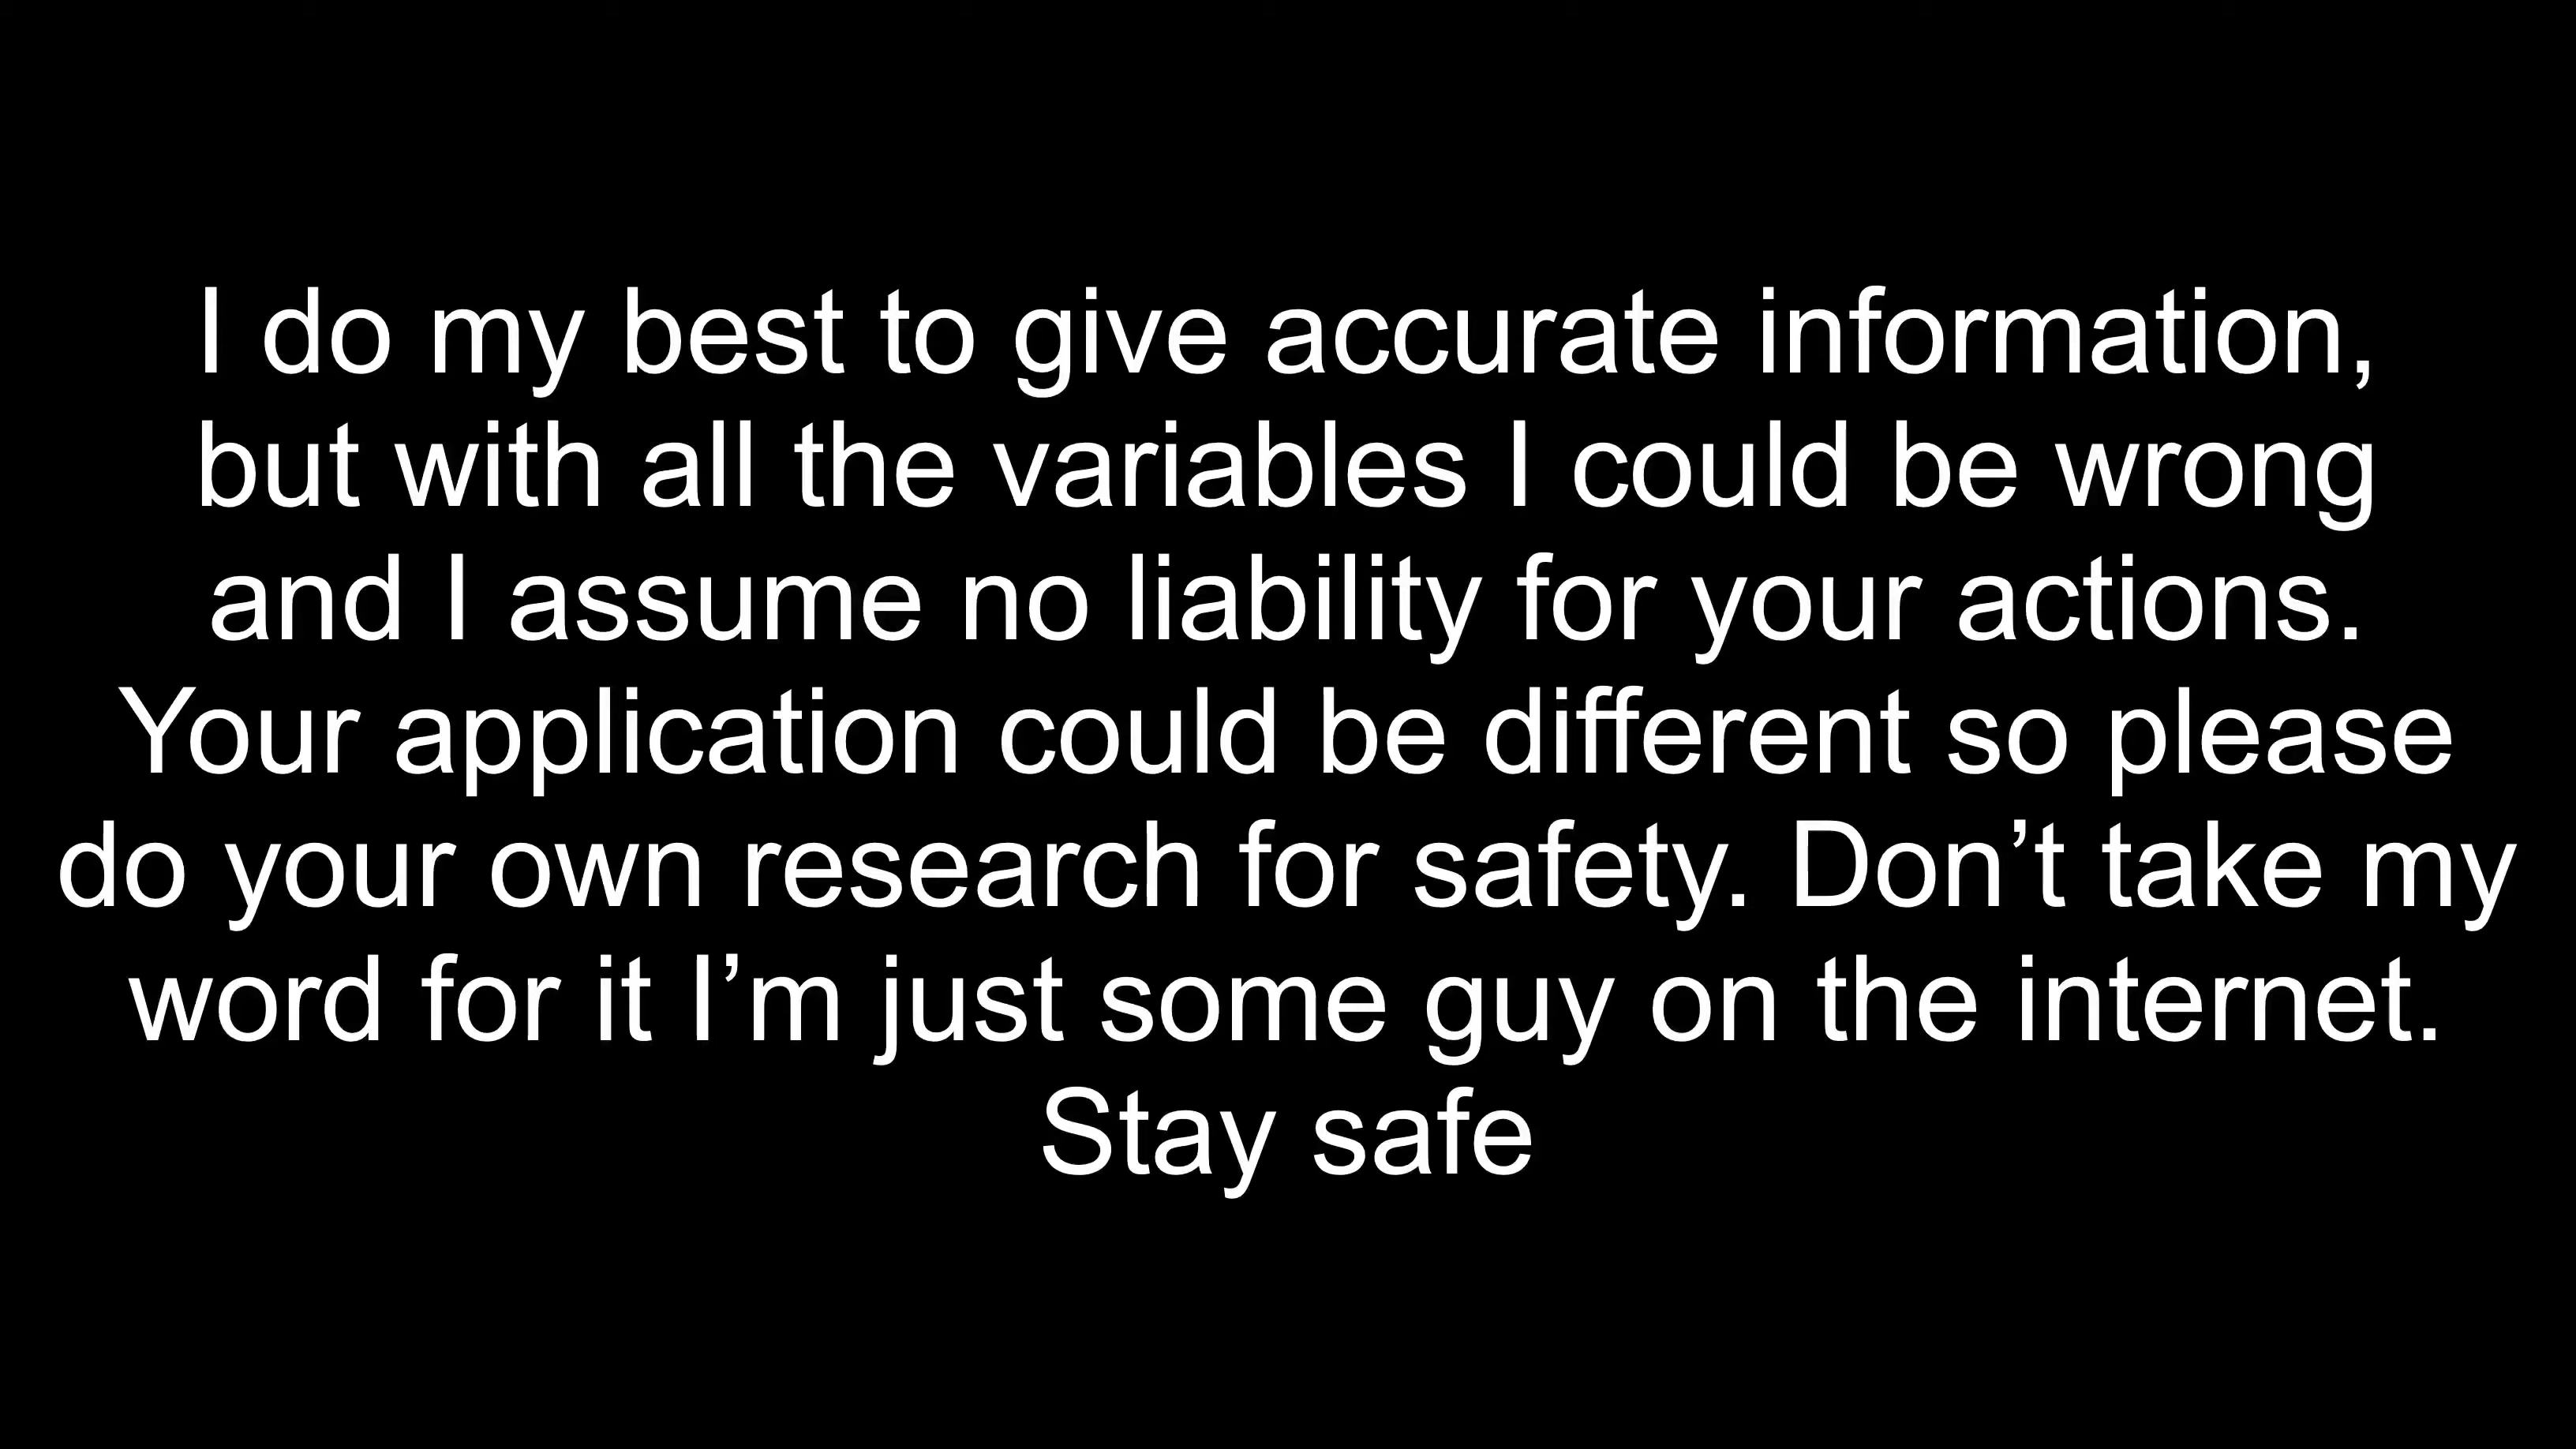 I do my best to give accurate information,
but with all the variables I could be wrong
and I assume no liability for your actions.
Your application could be different so please
do your own research for safety. Don’t take my
word for it I’m just some guy on the internet.
Stay safe